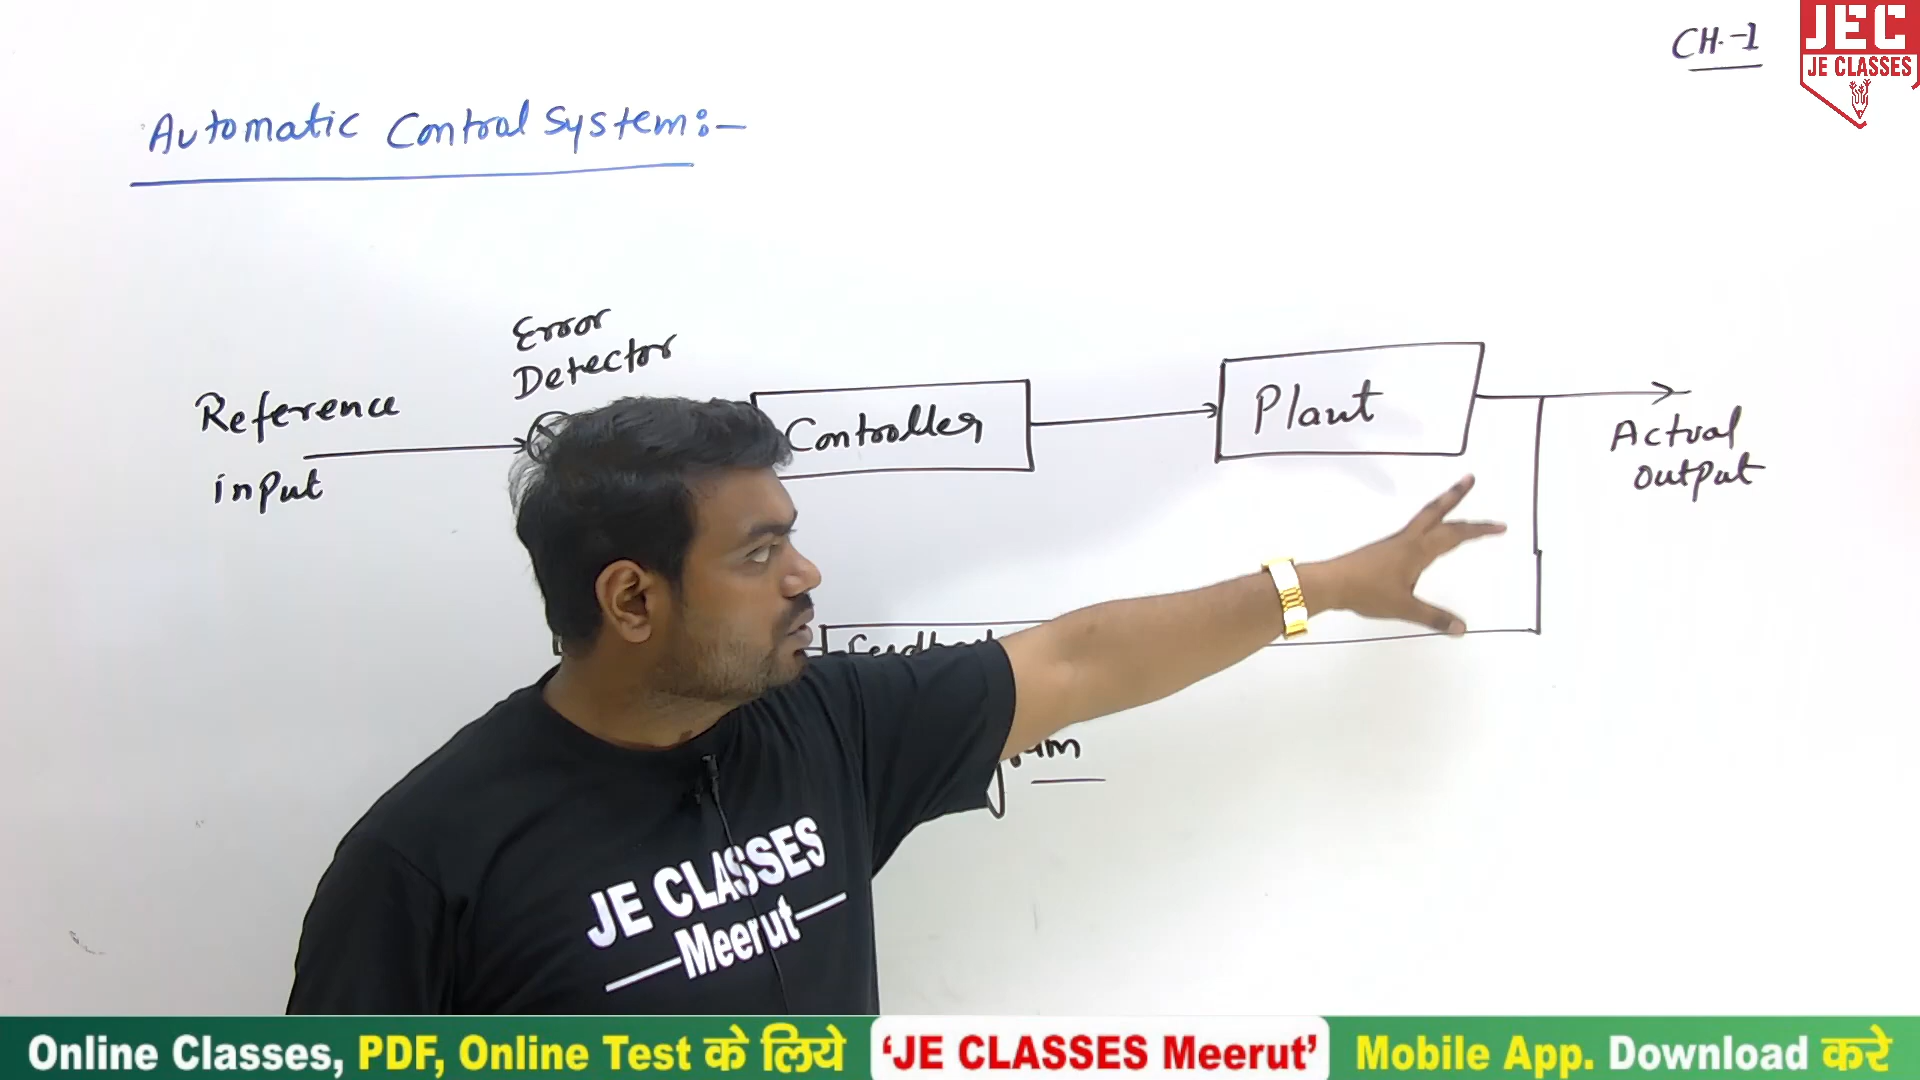 CH.-1
JEC
JE CLASSES
Automatic Control System:-
Error
Detector
Reference
input
Controller
Plant
Actual
output
JE CLASSES
Meerut
Online Classes, PDF, Online Test के लिये 'JE CLASSES Meerut' Mobile App. Download करे